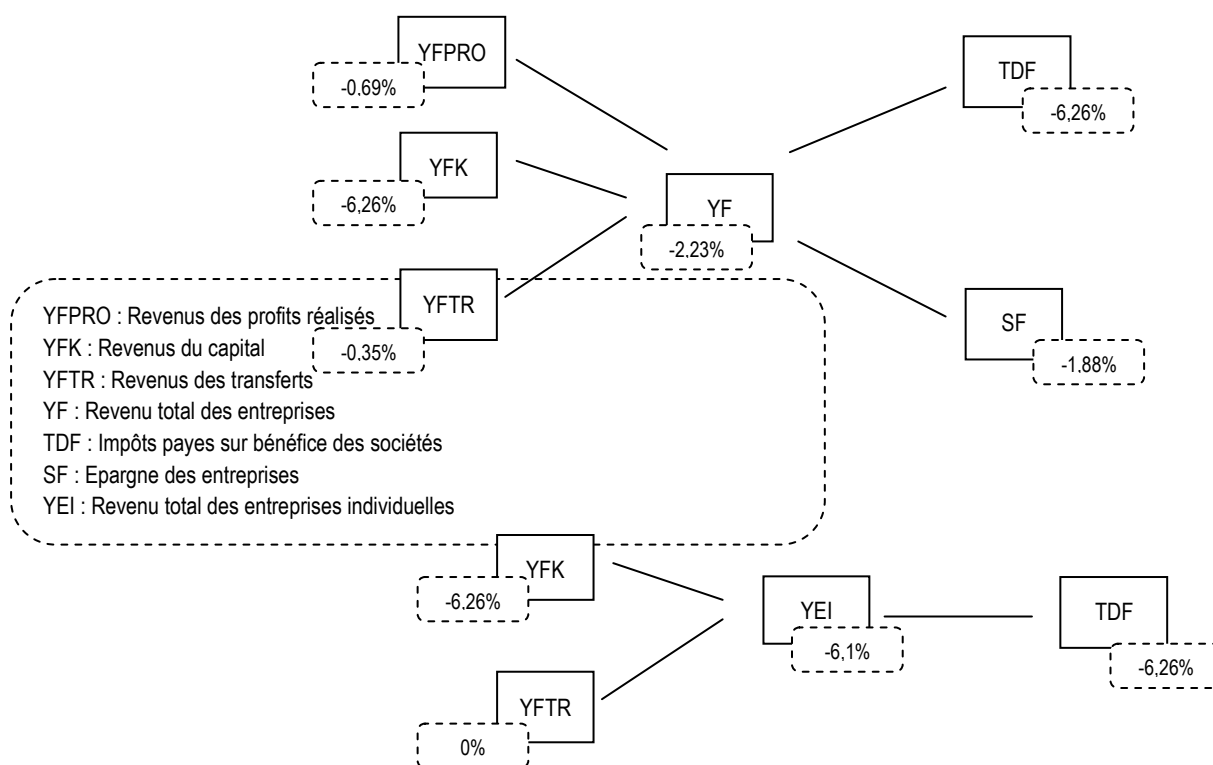 YFPRO
-0,69%
TDF
-6,26%
YFK
-6,26%
YF
-2,23%
YFTR
-0,35%
SF
-1,88%
YFPRO : Revenus des profits réalisés
YFK : Revenus du capital
YFTR : Revenus des transferts
YF : Revenu total des entreprises
TDF : Impôts payes sur bénéfice des sociétés
SF : Epargne des entreprises
YEI : Revenu total des entreprises individuelles
YFK
-6,26%
YEI
-6,1%
TDF
-6,26%
YFTR
0%